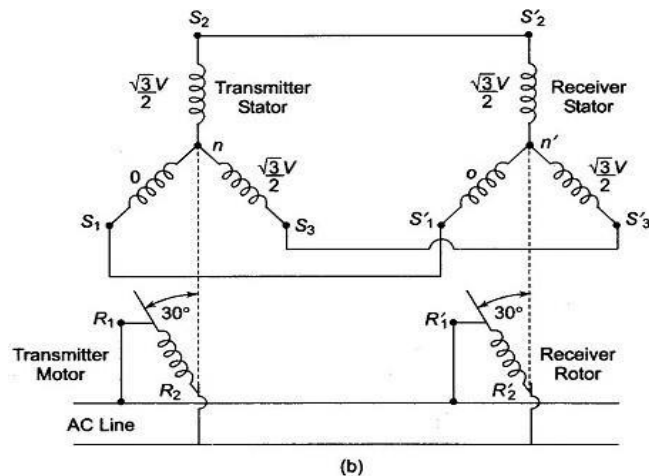 S₂
S'₂
√3/2 V
Transmitter
Stator
√3/2 V
Receiver
Stator
n
n'
0
√3/2 V
o
√3/2 V
S₁
S₃
S'₁
S'₃
30°
30°
R₁
R'₁
Transmitter
Motor
Receiver
Rotor
R₂
R'₂
AC Line
(b)